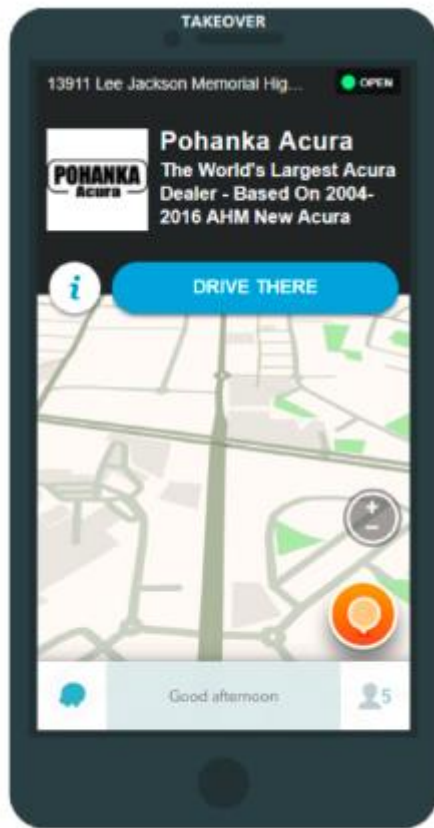 TAKEOVER
13911 Lee Jackson Memorial Hig...
OPEN
POHANKA
Acura
Pohanka Acura
The World's Largest Acura
Dealer - Based On 2004-
2016 AHM New Acura
i
DRIVE THERE
+
−
Good afternoon
5